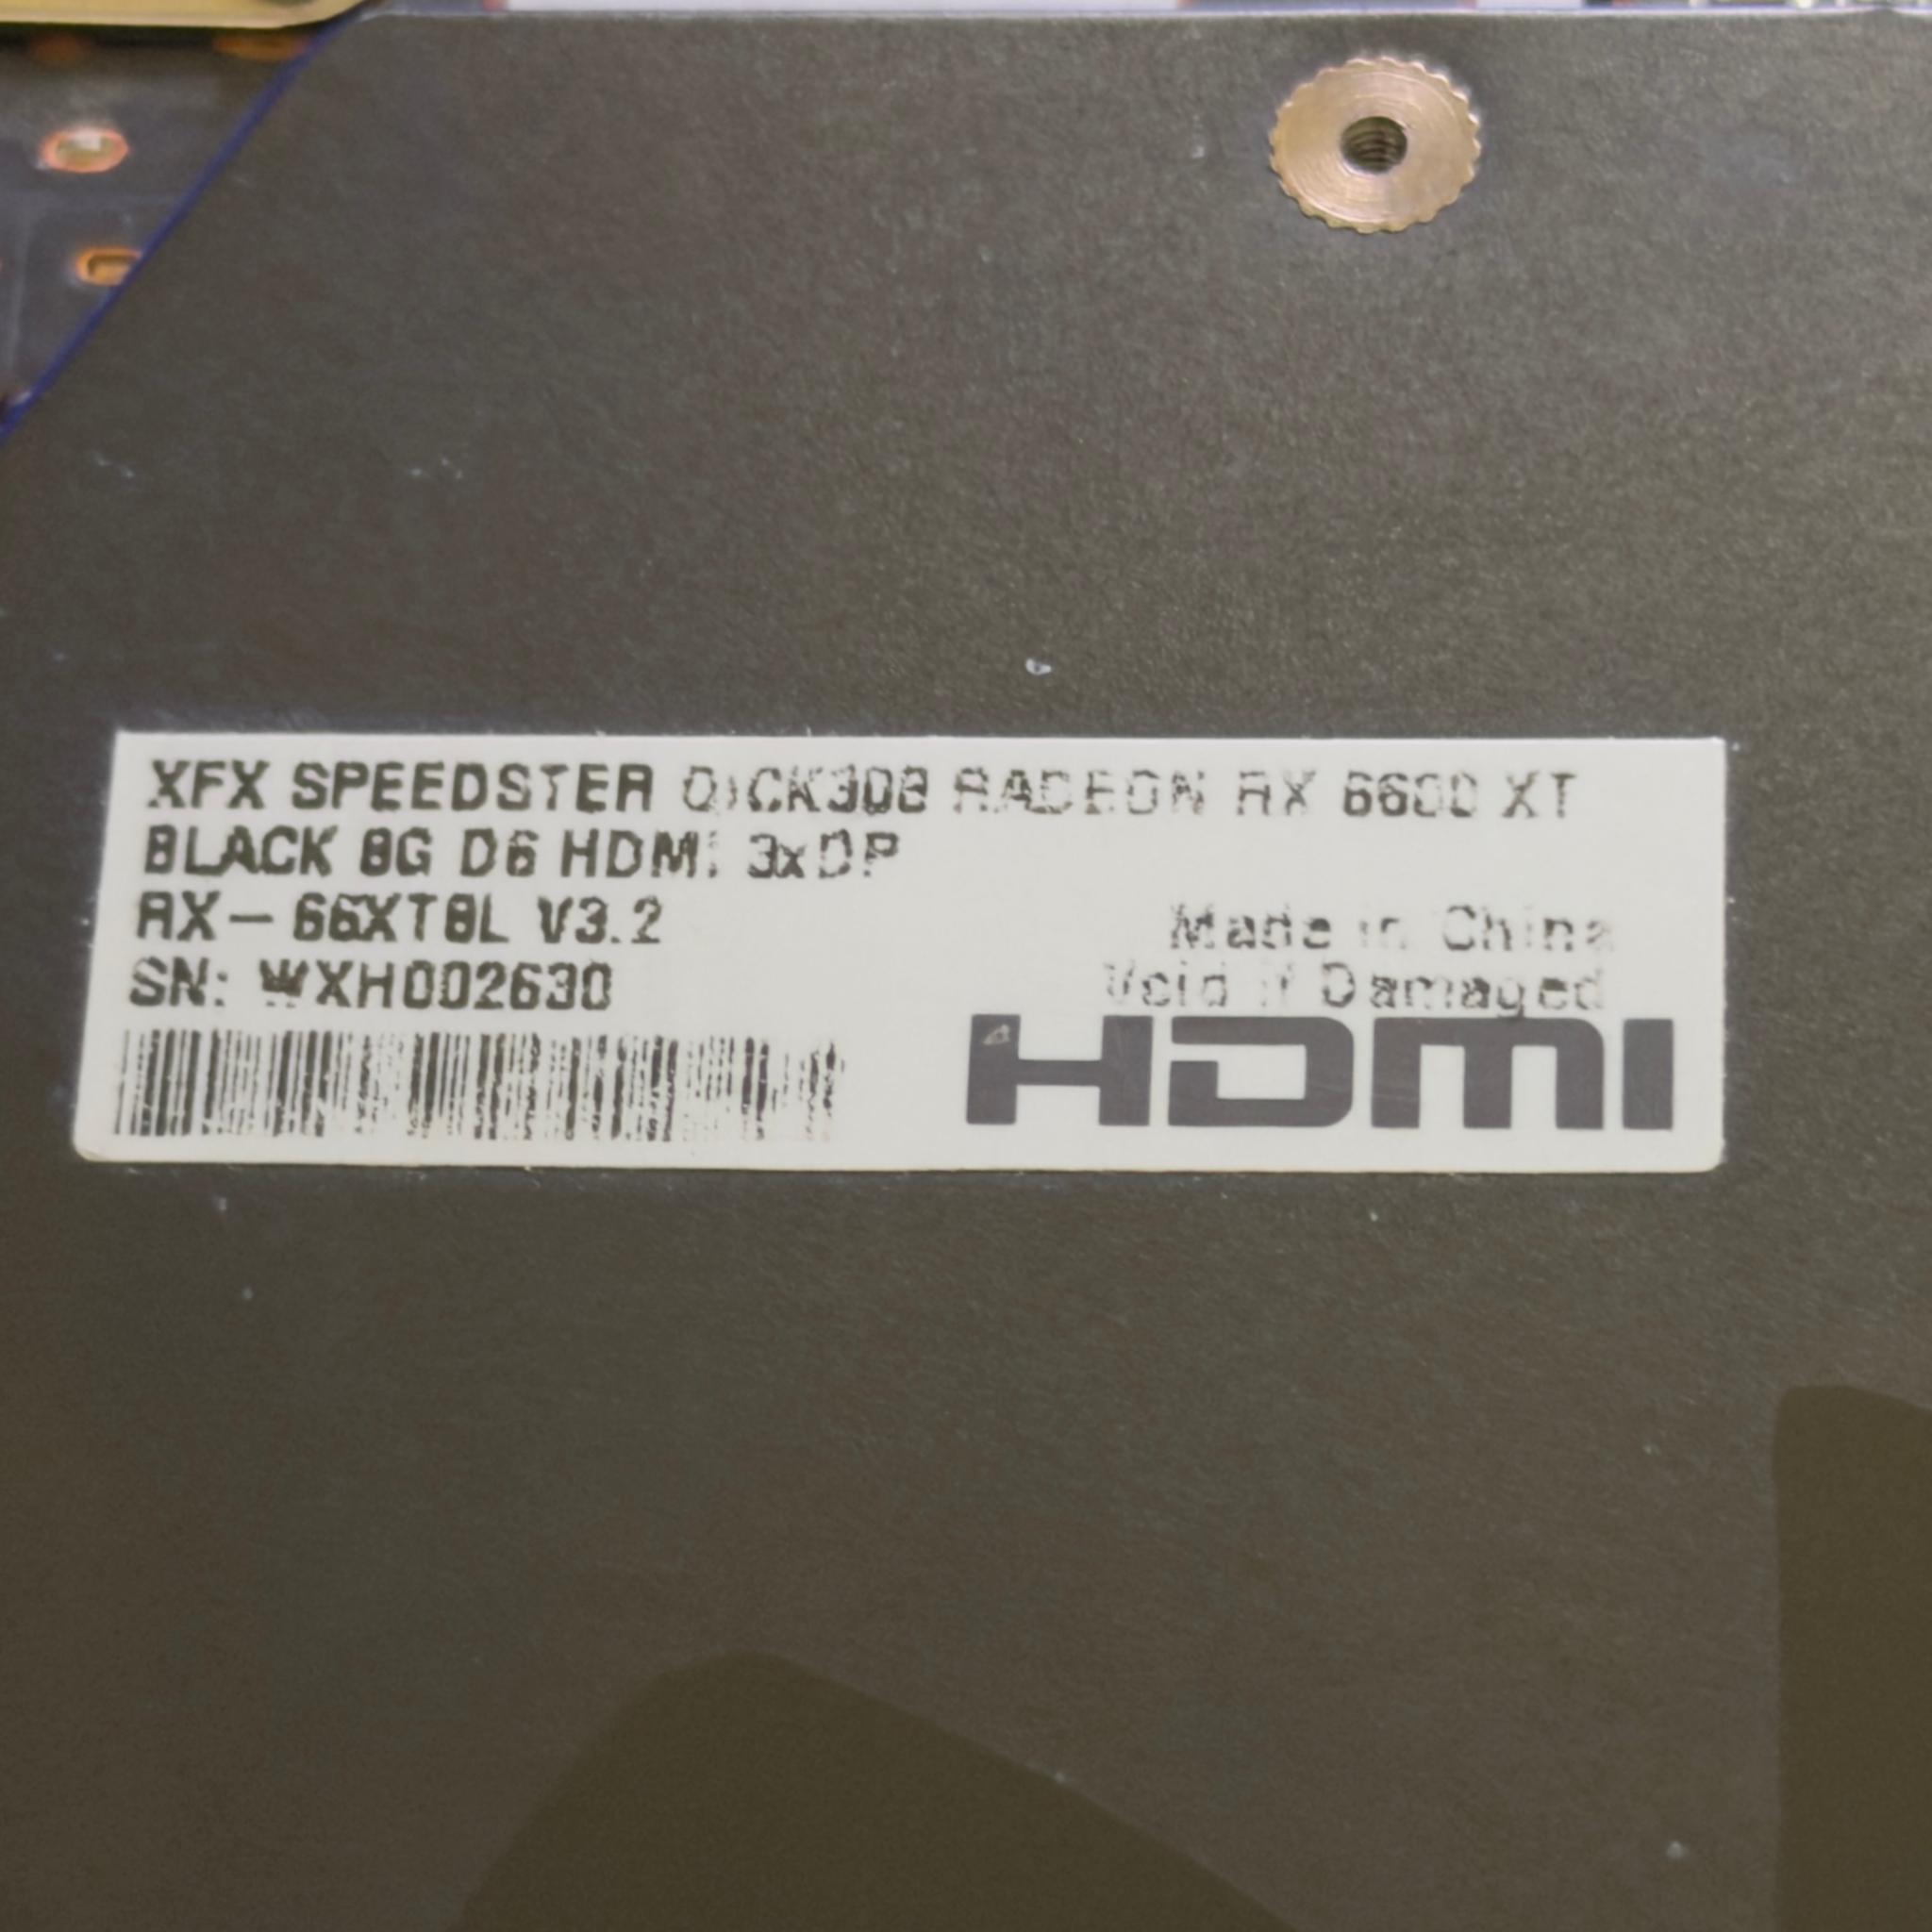 XFX SPEEDSTER QICK308 RADEON RX 6600 XT
BLACK 8G D6 HDMI 3xDP
RX-66XT8L V3.2
SN: WXH002630
Made in China
Void if Damaged
HDMI